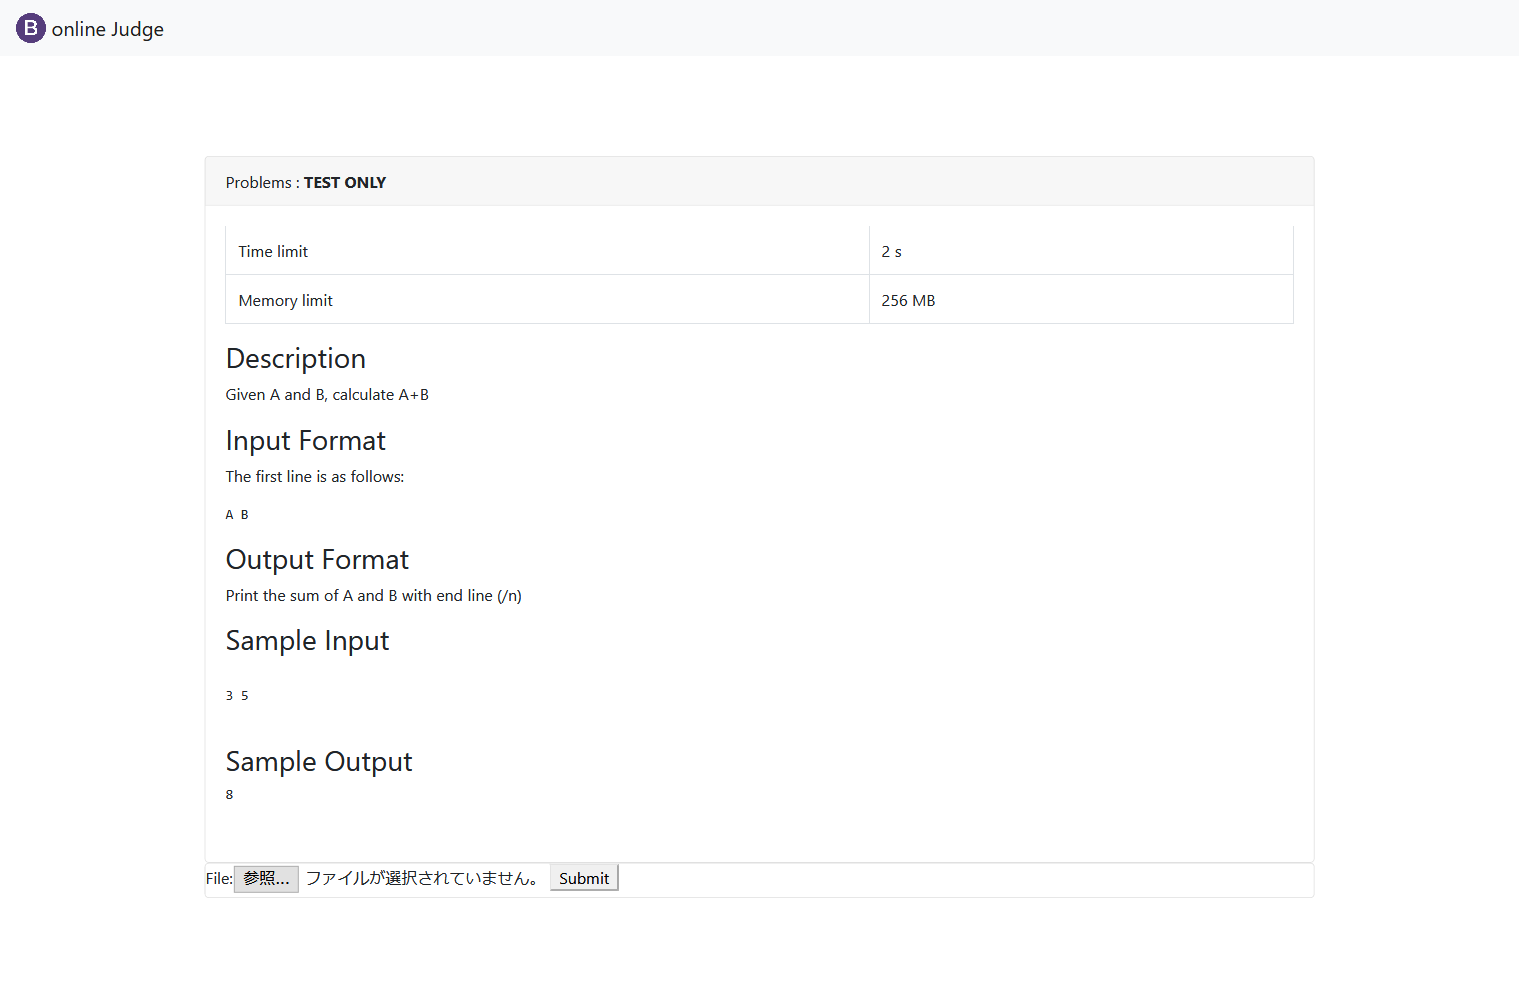 B online Judge
Problems : TEST ONLY
Time limit 2 s
Memory limit 256 MB
Description
Given A and B, calculate A+B
Input Format
The first line is as follows:
A B
Output Format
Print the sum of A and B with end line (/n)
Sample Input
3 5
Sample Output
8
File: 参照... ファイルが選択されていません。 Submit